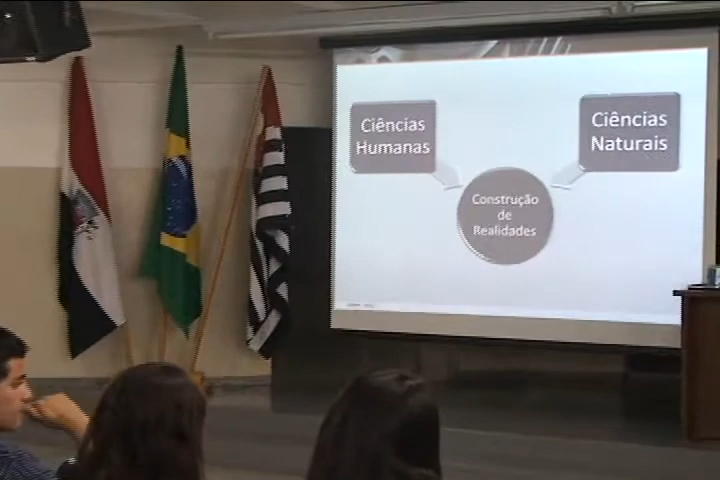 Ciências
Humanas
Ciências
Naturais
Construção
de
Realidades